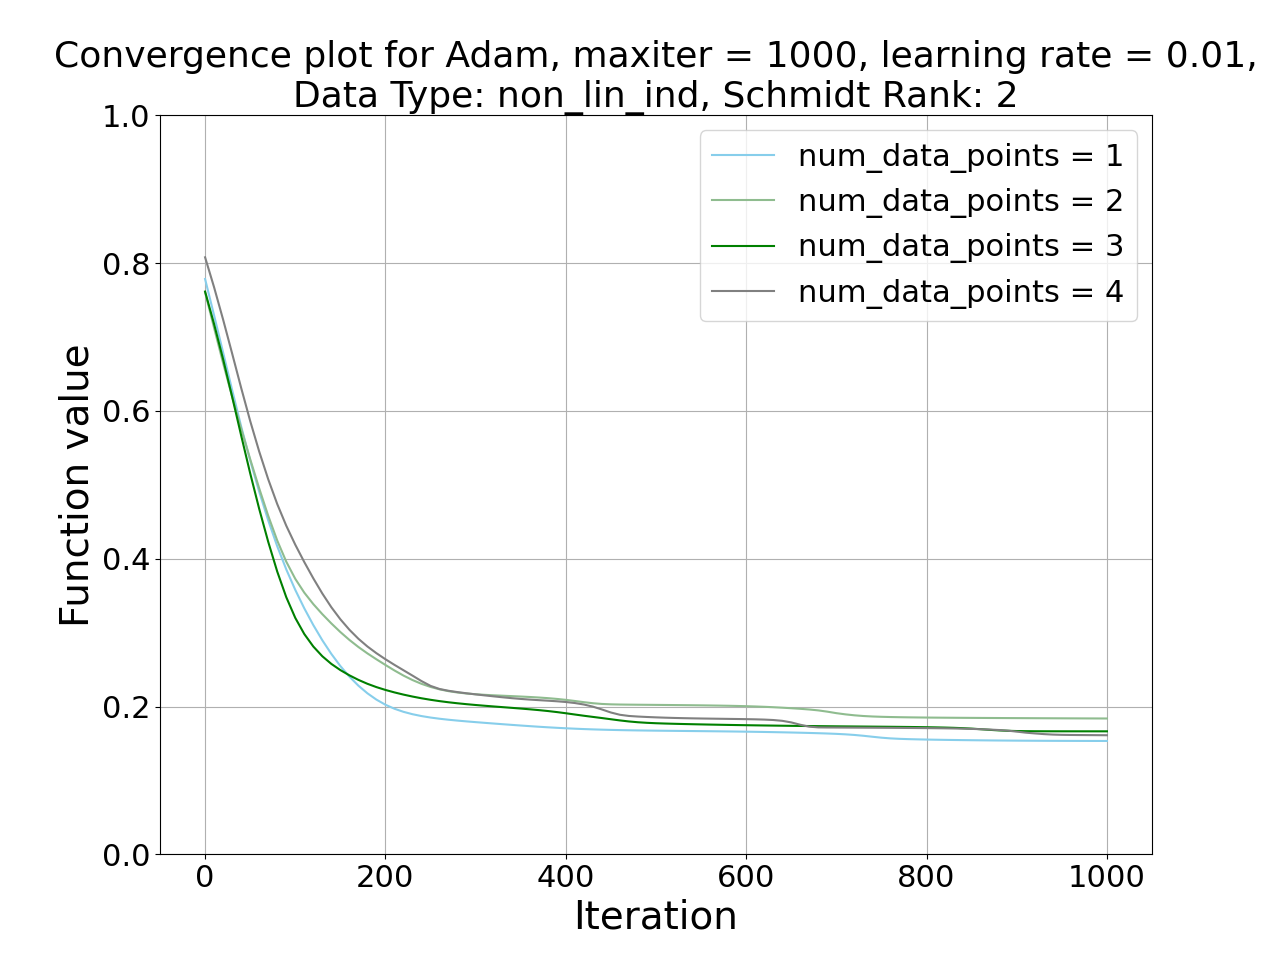 Convergence plot for Adam, maxiter = 1000, learning rate = 0.01,
Data Type: non_lin_ind, Schmidt Rank: 2
1.0
0.8
0.6
0.4
0.2
0.0
Function value
num_data_points = 1
num_data_points = 2
num_data_points = 3
num_data_points = 4
0 200 400 600 800 1000
Iteration